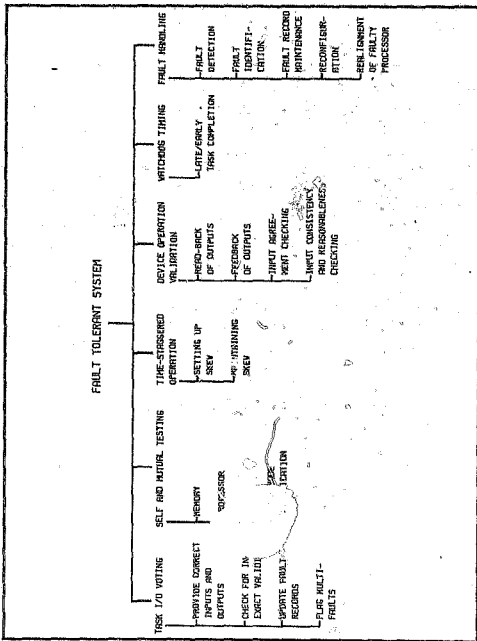 FAULT TOLERANT SYSTEM
TASK I/O VOTING
PROVIDE CORRECT
INPUTS AND
OUTPUTS
CHECK FOR IN-
EXACT VALIDI
UPDATE FAULT
RECORDS
FLAG MULTI-
FAULTS
SELF AND MUTUAL TESTING
MEMORY
ICATION
TIME-STAGGERED
OPERATION
SETTING UP
SKEW
SKEW
DEVICE OPERATION
VALIDATION
READ-BACK
OF OUTPUTS
FEEDBACK
OF OUTPUTS
INPUT AGREE-
MENT CHECKING
INPUT CONSISTENCY
AND REASONABLENESS
CHECKING
WATCHDOG TIMING
LATE/EARLY
TASK COMPLETION
FAULT HANDLING
FAULT
DETECTION
FAULT
IDENTIFI-
CATION
FAULT RECORD
MAINTENANCE
RECONFIGUR-
ATION
REALIGNMENT
OF FAULTY
PROCESSOR